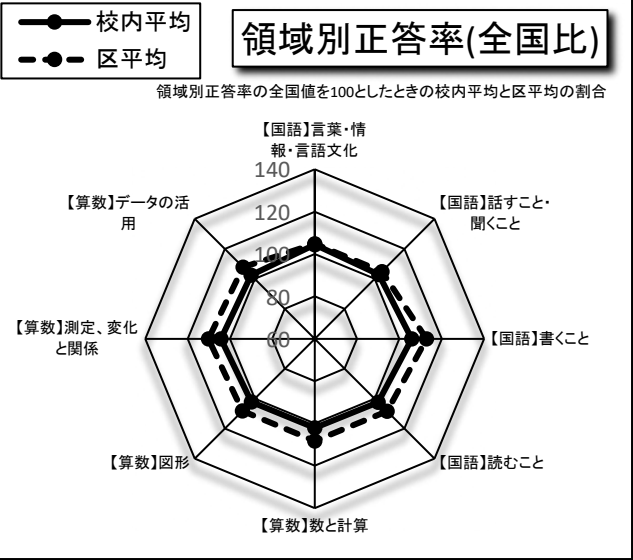 校内平均
区平均
領域別正答率(全国比)
領域別正答率の全国値を100としたときの校内平均と区平均の割合
【国語】言葉・情
報・言語文化
【国語】話すこと・
聞くこと
【国語】書くこと
【国語】読むこと
【算数】数と計算
【算数】図形
【算数】測定、変化
と関係
【算数】データの活
用
140
120
100
80
60